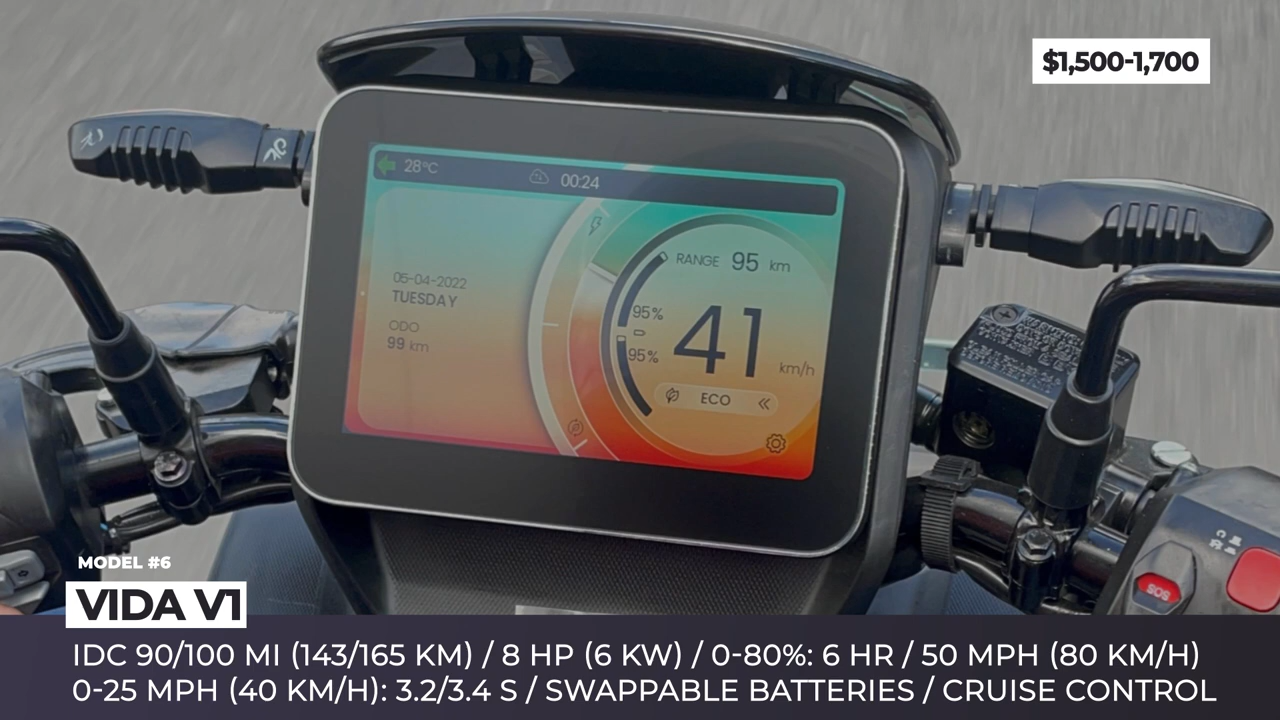 $1,500-1,700
28°C
00:24
RANGE 95 km
05-04-2022
TUESDAY
ODO
99 km
95%
95%
41
km/h
ECO
SOS
MODEL #6
VIDA V1
IDC 90/100 MI (143/165 KM) / 8 HP (6 KW) / 0-80%: 6 HR / 50 MPH (80 KM/H)
0-25 MPH (40 KM/H): 3.2/3.4 S / SWAPPABLE BATTERIES / CRUISE CONTROL